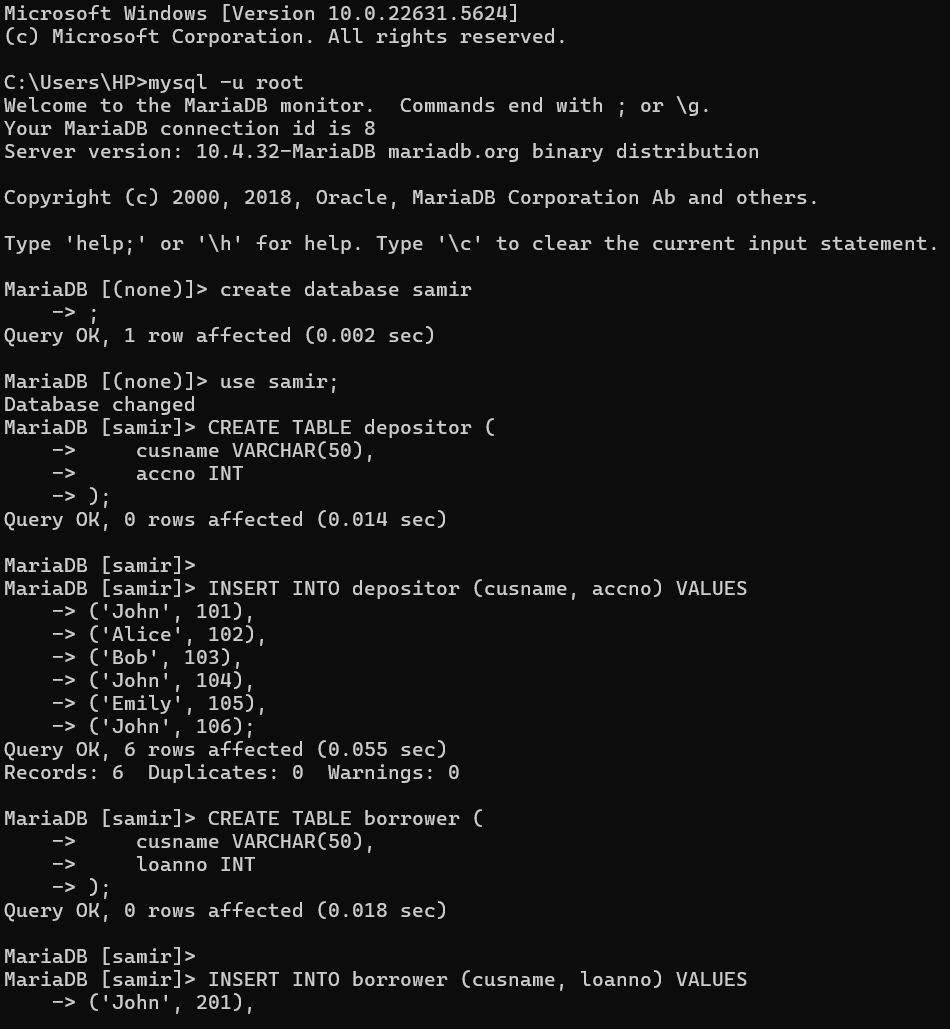 Microsoft Windows [Version 10.0.22631.5624]
(c) Microsoft Corporation. All rights reserved.

C:\Users\HP>mysql -u root
Welcome to the MariaDB monitor.  Commands end with ; or \g.
Your MariaDB connection id is 8
Server version: 10.4.32-MariaDB mariadb.org binary distribution

Copyright (c) 2000, 2018, Oracle, MariaDB Corporation Ab and others.

Type 'help;' or '\h' for help. Type '\c' to clear the current input statement.

MariaDB [(none)]> create database samir
    -> ;
Query OK, 1 row affected (0.002 sec)

MariaDB [(none)]> use samir;
Database changed
MariaDB [samir]> CREATE TABLE depositor (
    ->     cusname VARCHAR(50),
    ->     accno INT
    -> );
Query OK, 0 rows affected (0.014 sec)

MariaDB [samir]>
MariaDB [samir]> INSERT INTO depositor (cusname, accno) VALUES
    -> ('John', 101),
    -> ('Alice', 102),
    -> ('Bob', 103),
    -> ('John', 104),
    -> ('Emily', 105),
    -> ('John', 106);
Query OK, 6 rows affected (0.055 sec)
Records: 6  Duplicates: 0  Warnings: 0

MariaDB [samir]> CREATE TABLE borrower (
    ->     cusname VARCHAR(50),
    ->     loanno INT
    -> );
Query OK, 0 rows affected (0.018 sec)

MariaDB [samir]>
MariaDB [samir]> INSERT INTO borrower (cusname, loanno) VALUES
    -> ('John', 201),